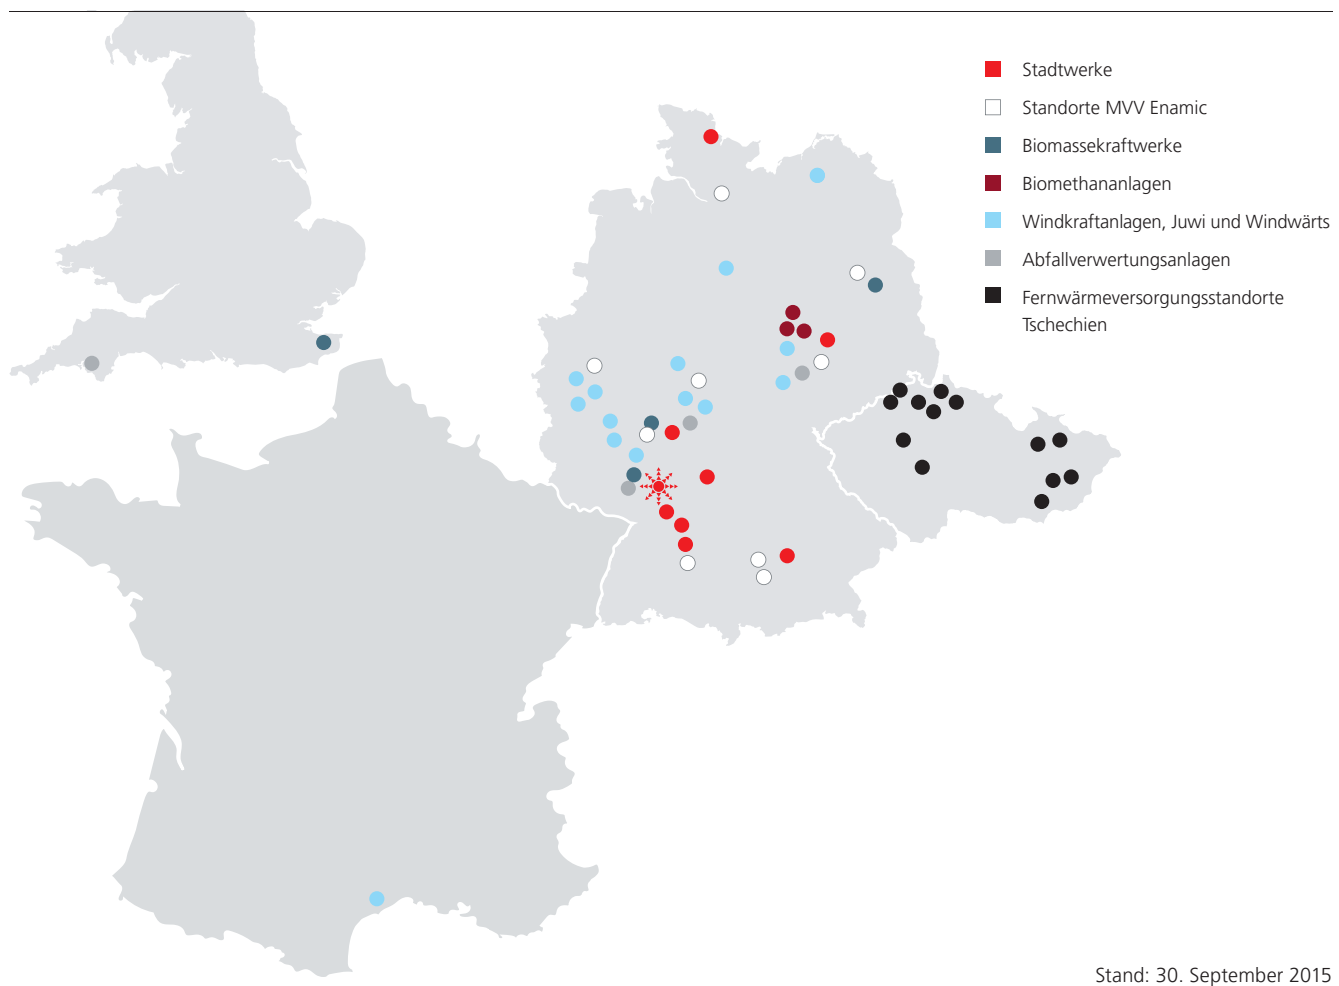 Stadtwerke
Standorte MVV Enamic
Biomassekraftwerke
Biomethananlagen
Windkraftanlagen, Juwi und Windwärts
Abfallverwertungsanlagen
Fernwärmeversorgungsstandorte
Tschechien
Stand: 30. September 2015